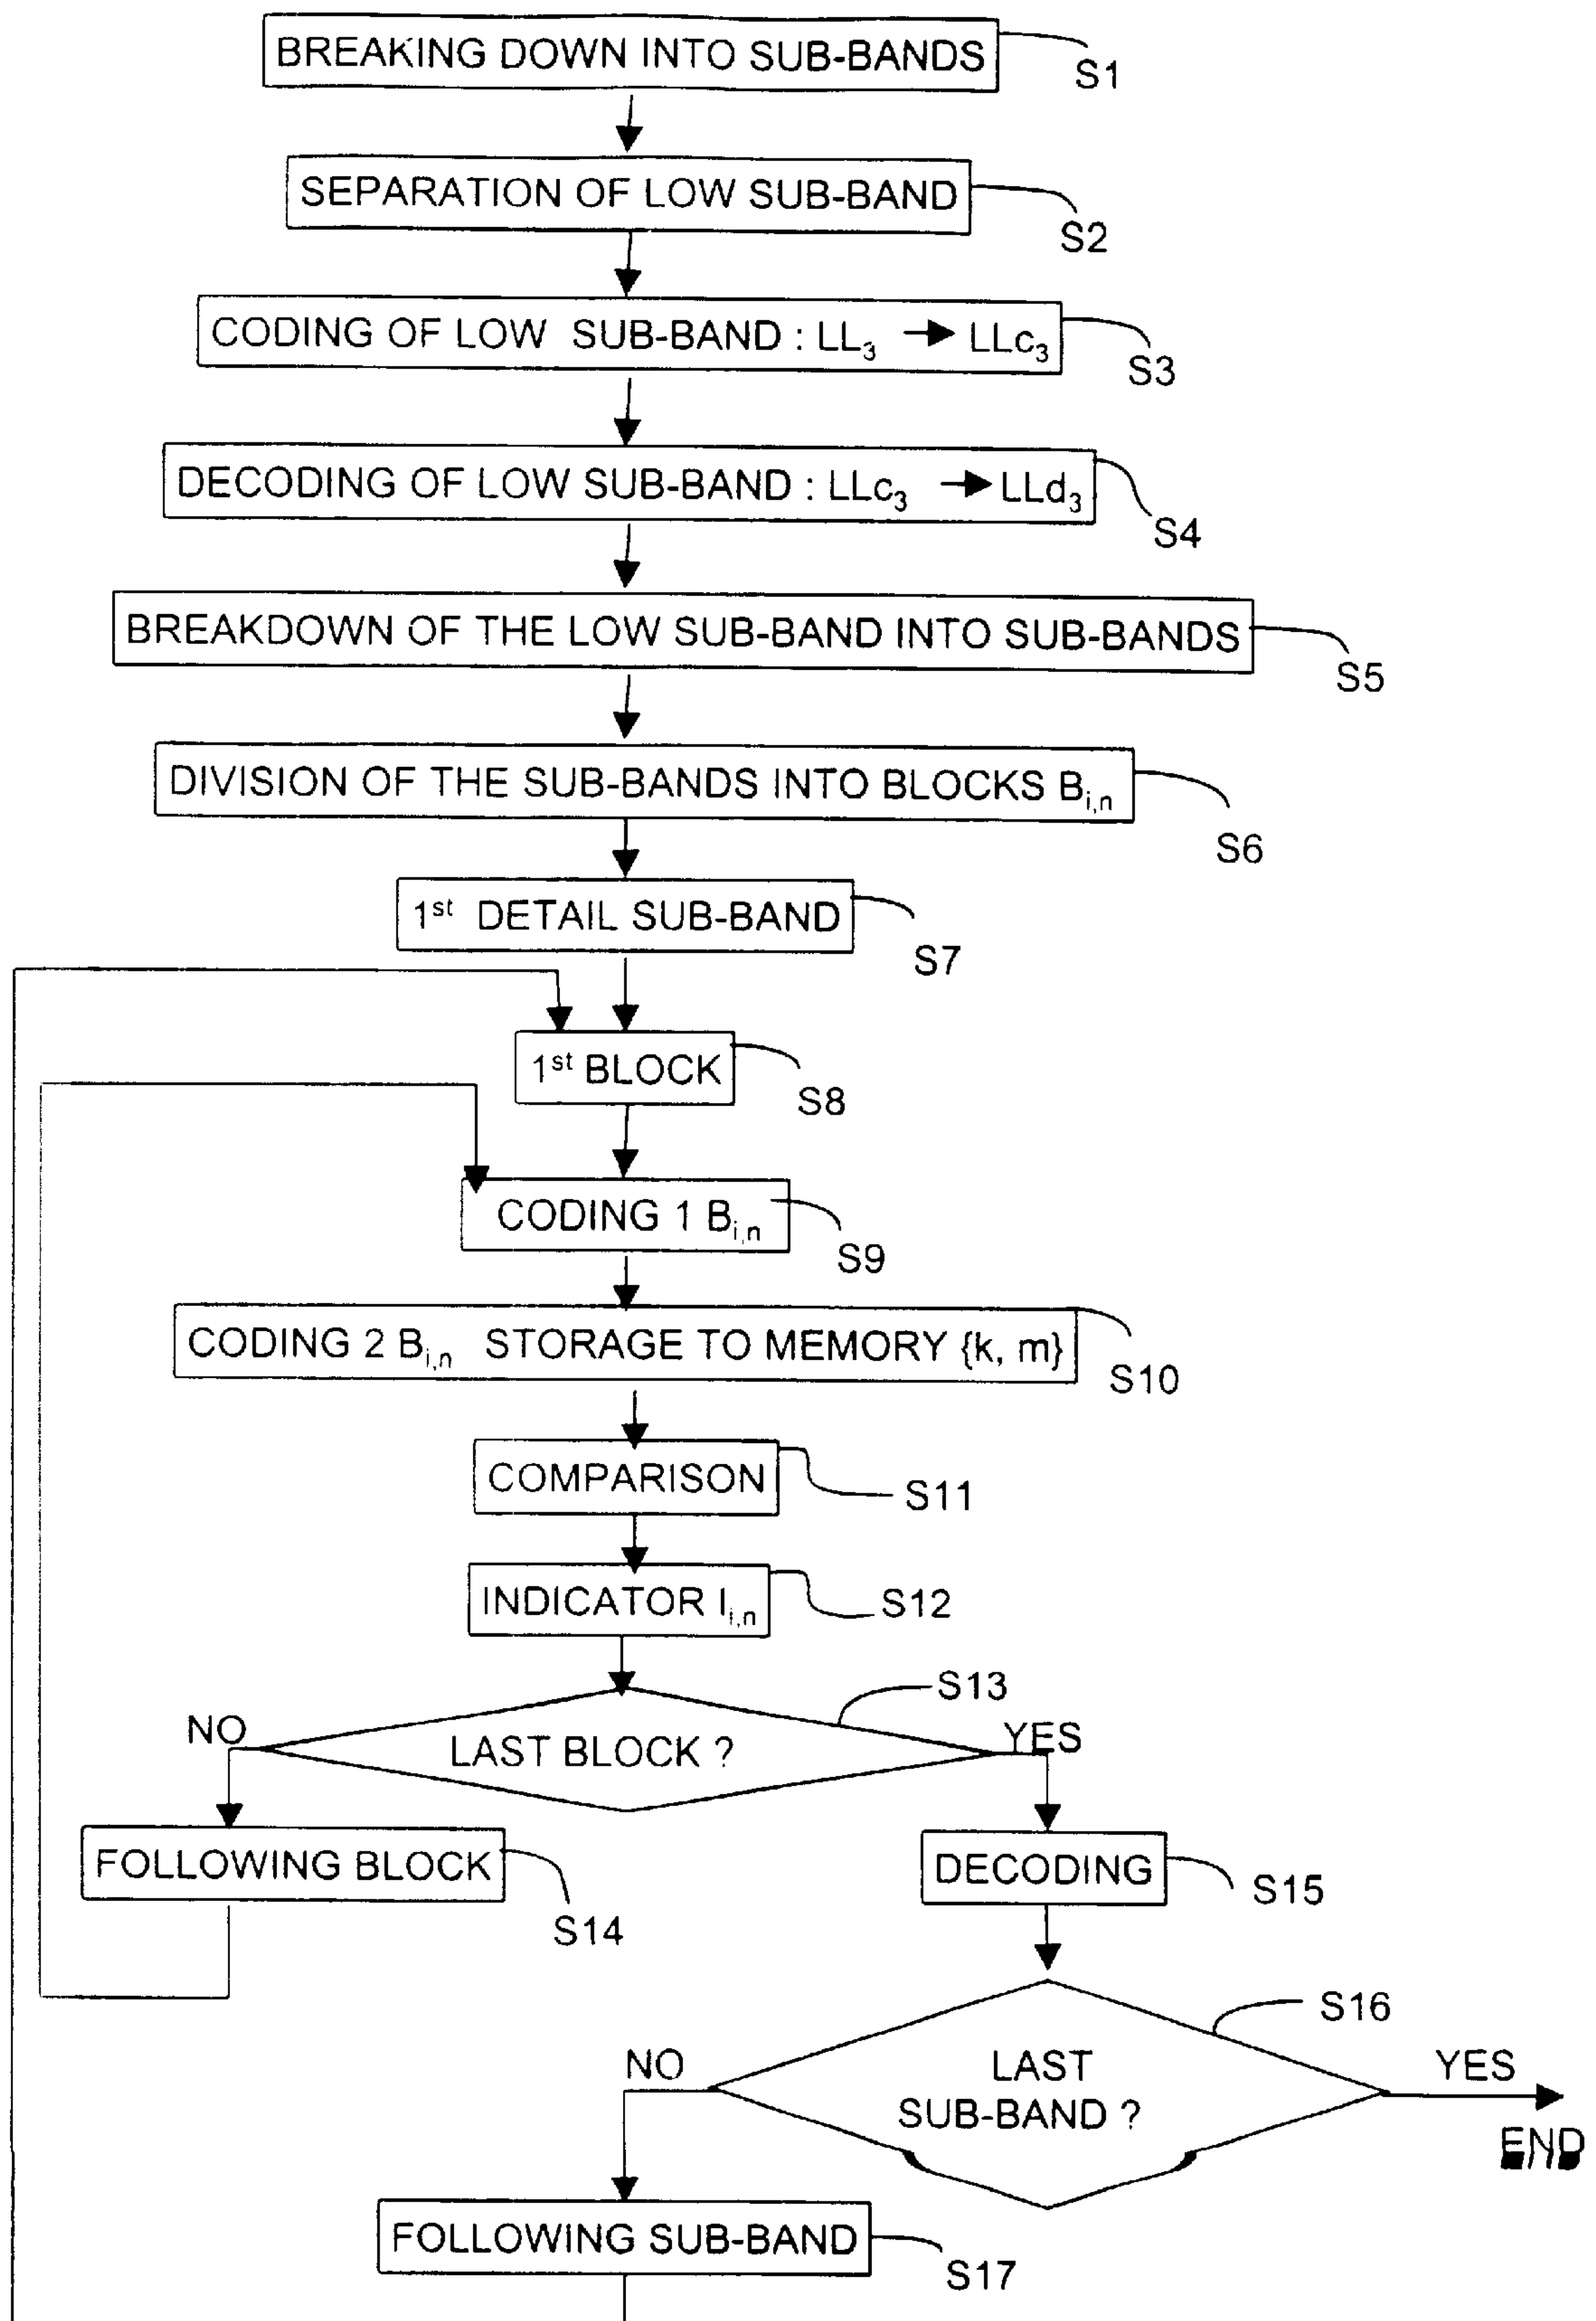 BREAKING DOWN INTO SUB-BANDS
S1
SEPARATION OF LOW SUB-BAND
S2
CODING OF LOW SUB-BAND : LL₃ → LLc₃
S3
DECODING OF LOW SUB-BAND : LLc₃ → LLd₃
S4
BREAKDOWN OF THE LOW SUB-BAND INTO SUB-BANDS
S5
DIVISION OF THE SUB-BANDS INTO BLOCKS B_{i,n}
S6
1st DETAIL SUB-BAND
S7
1st BLOCK
S8
CODING 1 B_{i,n}
S9
CODING 2 B_{i,n} STORAGE TO MEMORY {k, m}
S10
COMPARISON
S11
INDICATOR I_{i,n}
S12
S13
NO
LAST BLOCK ?
YES
FOLLOWING BLOCK
S14
DECODING
S15
S16
NO
LAST
SUB-BAND ?
YES
END
FOLLOWING SUB-BAND
S17